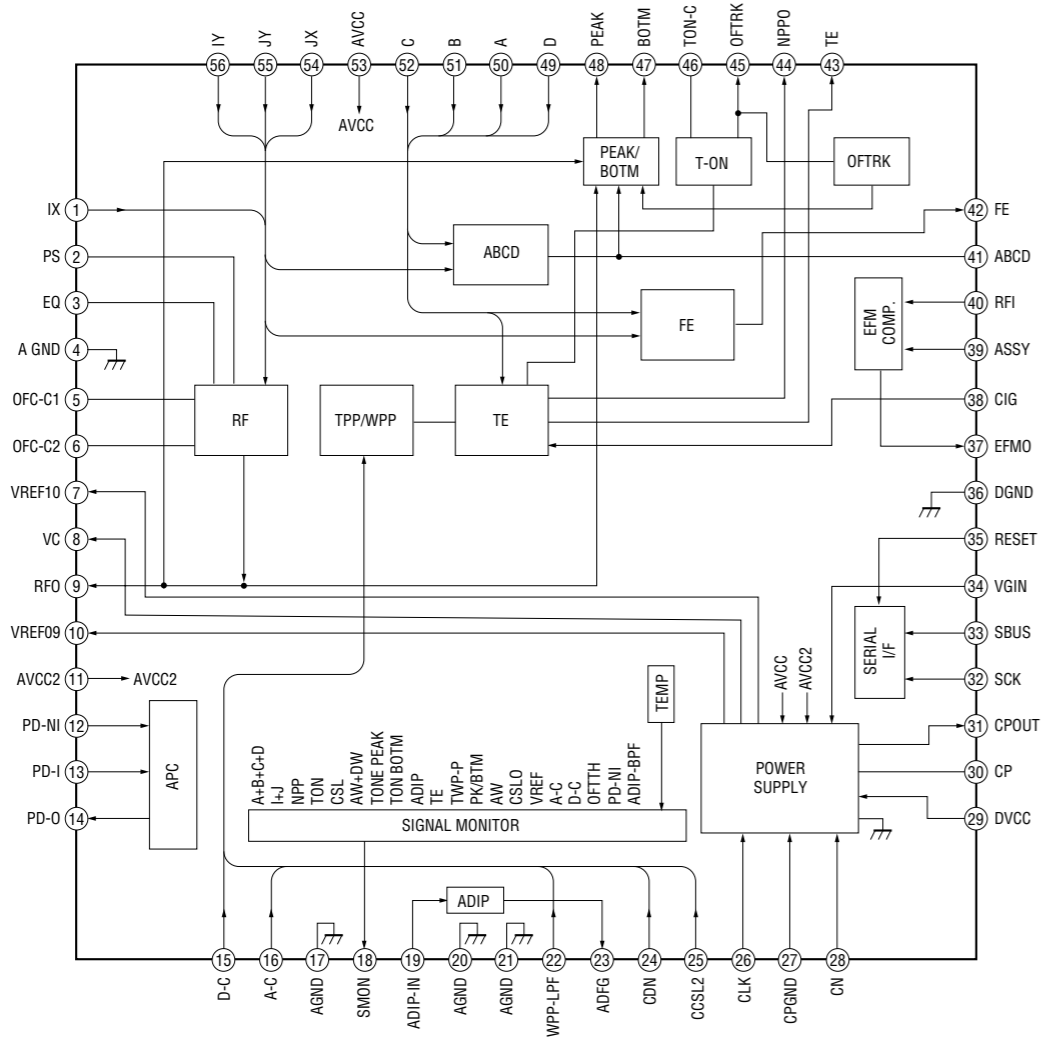 IY
JY
JX
AVCC
C
B
A
D
PEAK
BOTM
TON-C
OFTRK
NPPO
TE
56
55
54
53
52
51
50
49
48
47
46
45
44
43
AVCC
PEAK/
BOTM
T-ON
OFTRK
IX 1
PS 2
EQ 3
A GND 4
OFC-C1 5
OFC-C2 6
VREF10 7
VC 8
RFO 9
VREF09 10
AVCC2 11
AVCC2
PD-NI 12
PD-I 13
PD-O 14
ABCD
FE
RF
TPP/WPP
TE
EFM
COMP.
SERIAL
I/F
APC
TEMP
AVCC
AVCC2
POWER
SUPPLY
42 FE
41 ABCD
40 RFI
39 ASSY
38 CIG
37 EFMO
36 DGND
35 RESET
34 VGIN
33 SBUS
32 SCK
31 CPOUT
30 CP
29 DVCC
A+B+C+D
I+J
NPP
TON
CSL
AW+DW
TONE PEAK
TON BOTM
ADIP
TE
TWP-P
PK/BTM
AW
CSLO
VREF
A-C
D-C
OFTTH
PD-NI
ADIP-BPF
SIGNAL MONITOR
ADIP
15
16
17
18
19
20
21
22
23
24
25
26
27
28
D-C
A-C
AGND
SMON
ADIP-IN
AGND
AGND
WPP-LPF
ADFG
CDN
CCSL2
CLK
CPGND
CN